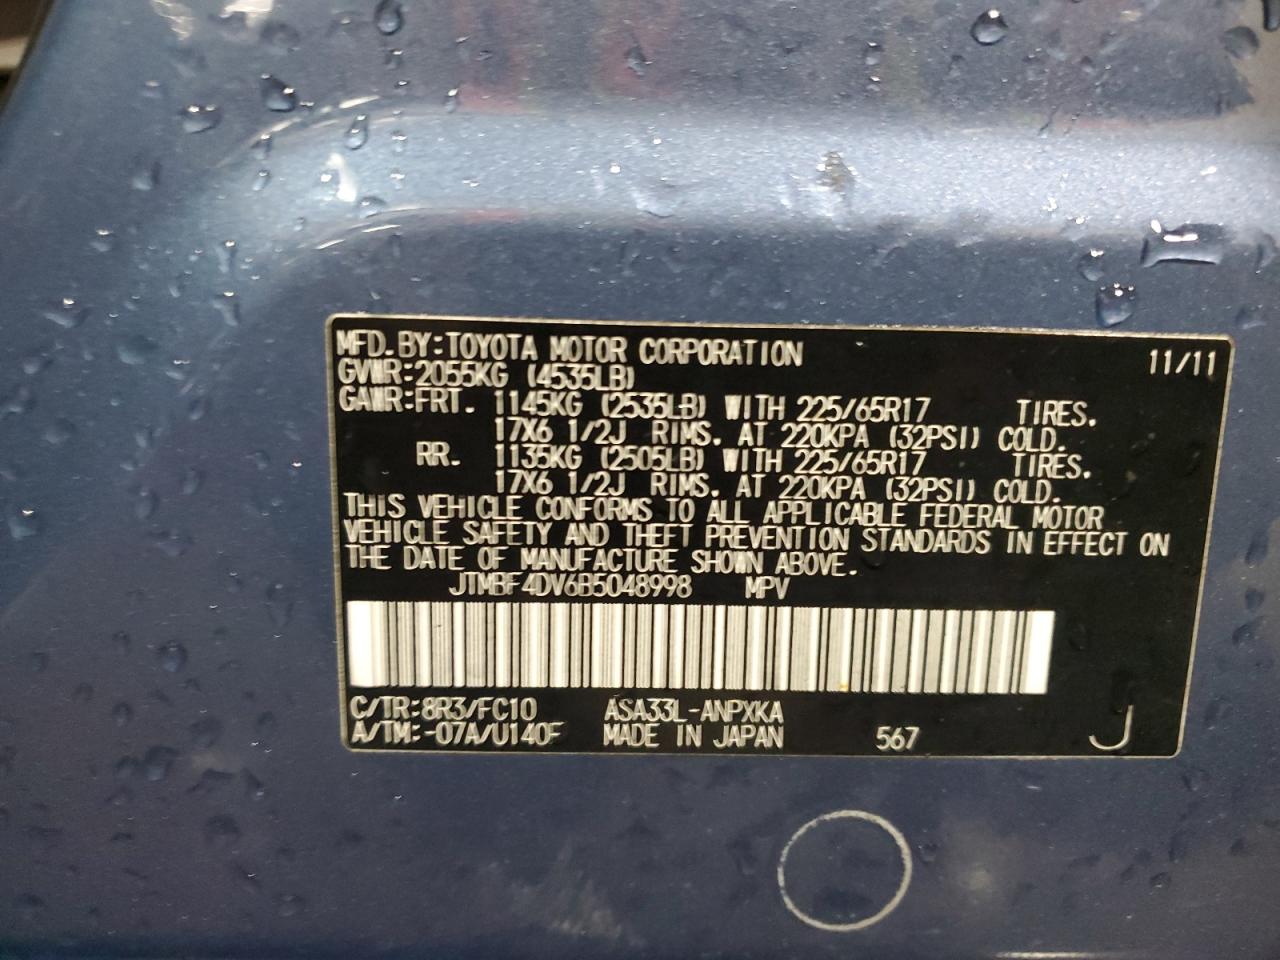 MFD. BY: TOYOTA MOTOR CORPORATION 11/11
GVWR: 2055KG (4535LB)
GAWR: FRT. 1145KG (2535LB) WITH 225/65R17 TIRES.
17X6 1/2J RIMS. AT 220KPA (32PSI) COLD.
RR. 1135KG (2505LB) WITH 225/65R17 TIRES.
17X6 1/2J RIMS. AT 220KPA (32PSI) COLD.
THIS VEHICLE CONFORMS TO ALL APPLICABLE FEDERAL MOTOR
VEHICLE SAFETY AND THEFT PREVENTION STANDARDS IN EFFECT ON
THE DATE OF MANUFACTURE SHOWN ABOVE.
JTMBF4DV6B5048998 MPV
C/TR: 8R3/FC10 ASA33L-ANPXKA
A/TM: -07A/U140F MADE IN JAPAN 567 J